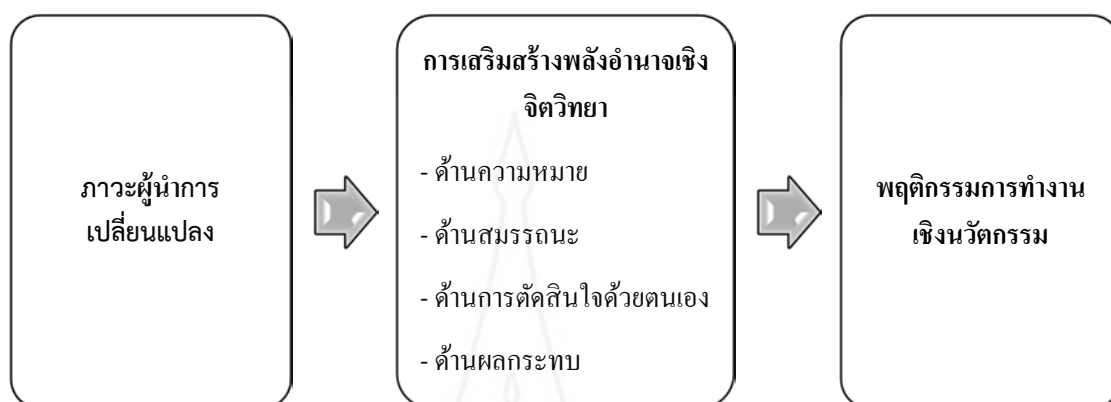 ภาวะผู้นำการ
เปลี่ยนแปลง
การเสริมสร้างพลังอำนาจเชิง
จิตวิทยา
- ด้านความหมาย
- ด้านสมรรถนะ
- ด้านการตัดสินใจด้วยตนเอง
- ด้านผลกระทบ
พฤติกรรมการทำงาน
เชิงนวัตกรรม